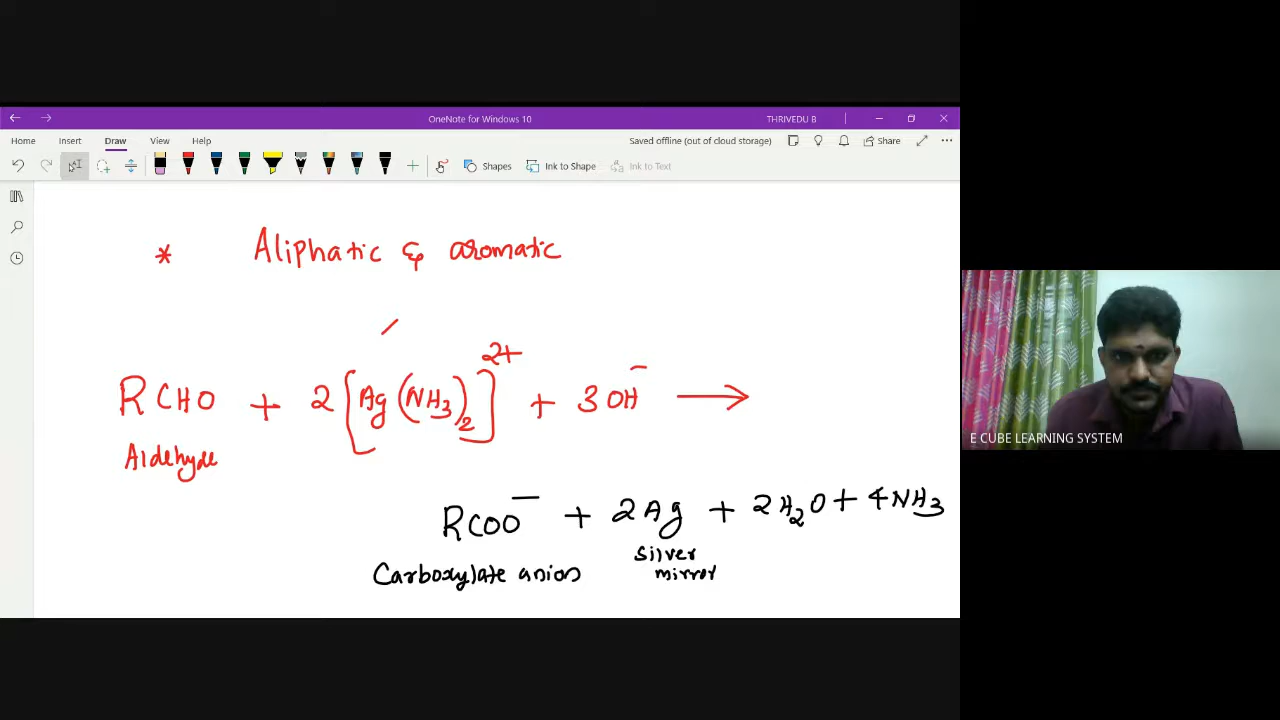 OneNote for Windows 10
THRIVEDU B
Home Insert Draw View Help
Saved offline (out of cloud storage)
Share
Shapes
Ink to Shape
Ink to Text
* Aliphatic & aromatic
RCHO + 2[Ag(NH₃)₂]²⁺ + 3OH⁻ ⟶
Aldehyde
RCOO⁻ + 2Ag + 2H₂O + 4NH₃
Carboxylate anion
Silver
mirror
E CUBE LEARNING SYSTEM